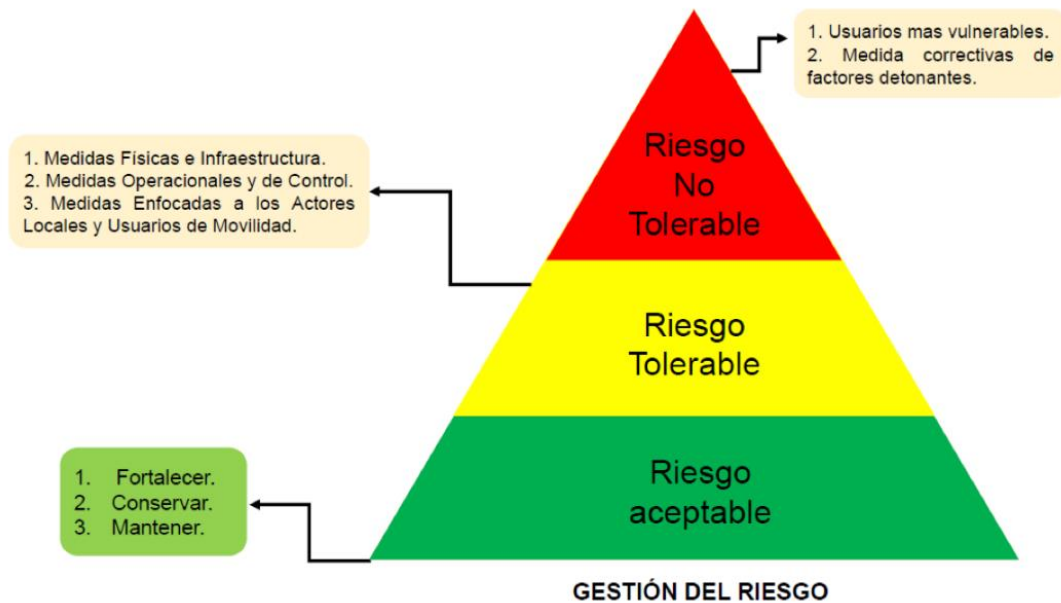 1. Usuarios mas vulnerables.
2. Medida correctivas de
factores detonantes.
Riesgo
No
Tolerable
1. Medidas Físicas e Infraestructura.
2. Medidas Operacionales y de Control.
3. Medidas Enfocadas a los Actores
Locales y Usuarios de Movilidad.
Riesgo
Tolerable
1. Fortalecer.
2. Conservar.
3. Mantener.
Riesgo
aceptable
GESTIÓN DEL RIESGO